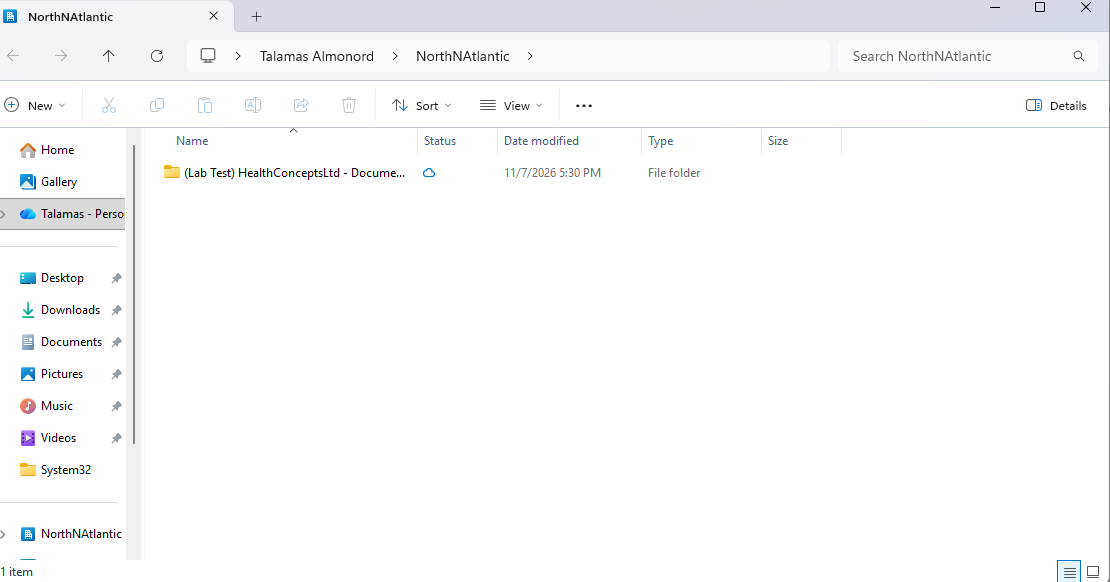 NorthNAtlantic
Talamas Almonord > NorthNAtlantic >
Search NorthNAtlantic
New
Sort
View
Details
Home
Gallery
Talamas - Perso
Desktop
Downloads
Documents
Pictures
Music
Videos
System32
NorthNAtlantic
Name Status Date modified Type Size
(Lab Test) HealthConceptsLtd - Docume... 11/7/2026 5:30 PM File folder
1 item